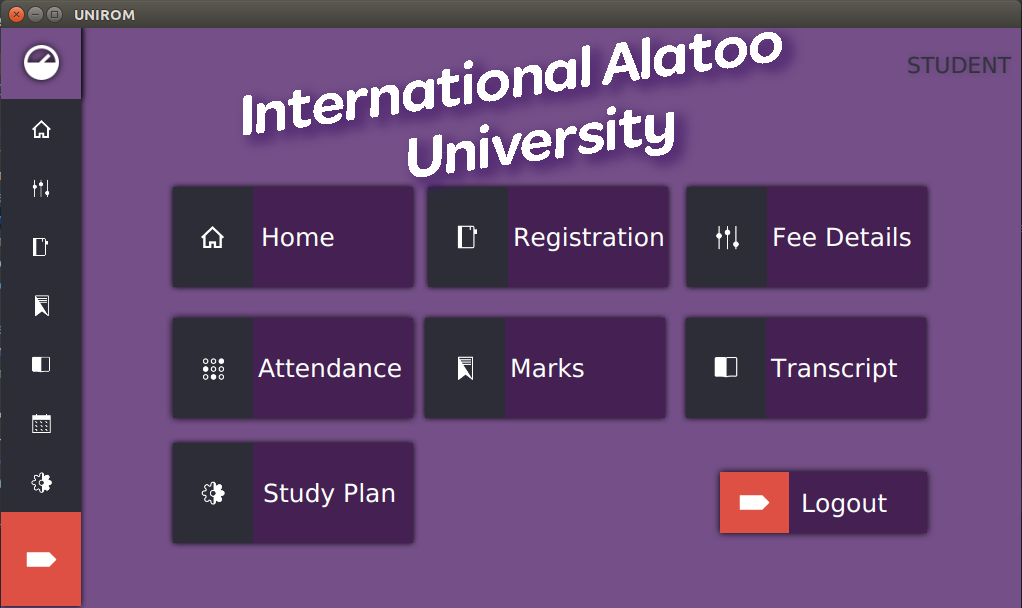 UNIROM
STUDENT
International Alatoo
University
Home
Registration
Fee Details
Attendance
Marks
Transcript
Study Plan
Logout